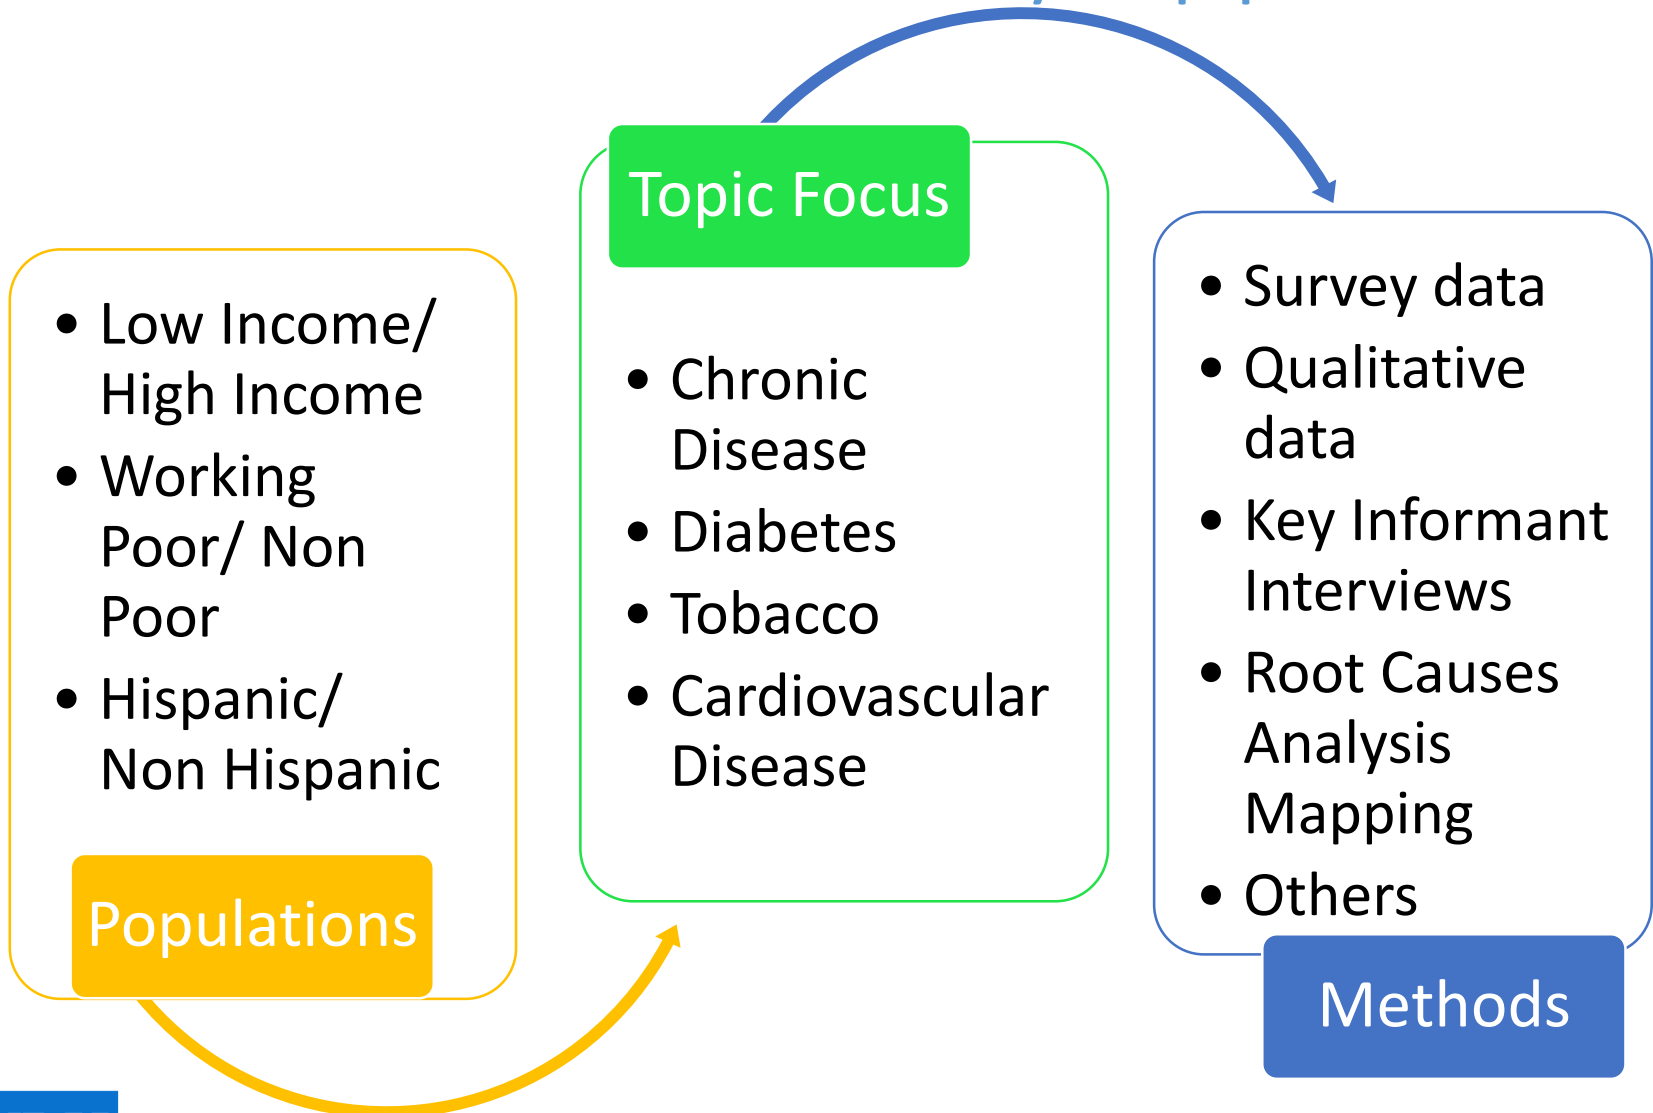 • Low Income/
High Income
• Working
Poor/ Non
Poor
• Hispanic/
Non Hispanic
Populations
Topic Focus
• Chronic
Disease
• Diabetes
• Tobacco
• Cardiovascular
Disease
• Survey data
• Qualitative
data
• Key Informant
Interviews
• Root Causes
Analysis
Mapping
• Others
Methods